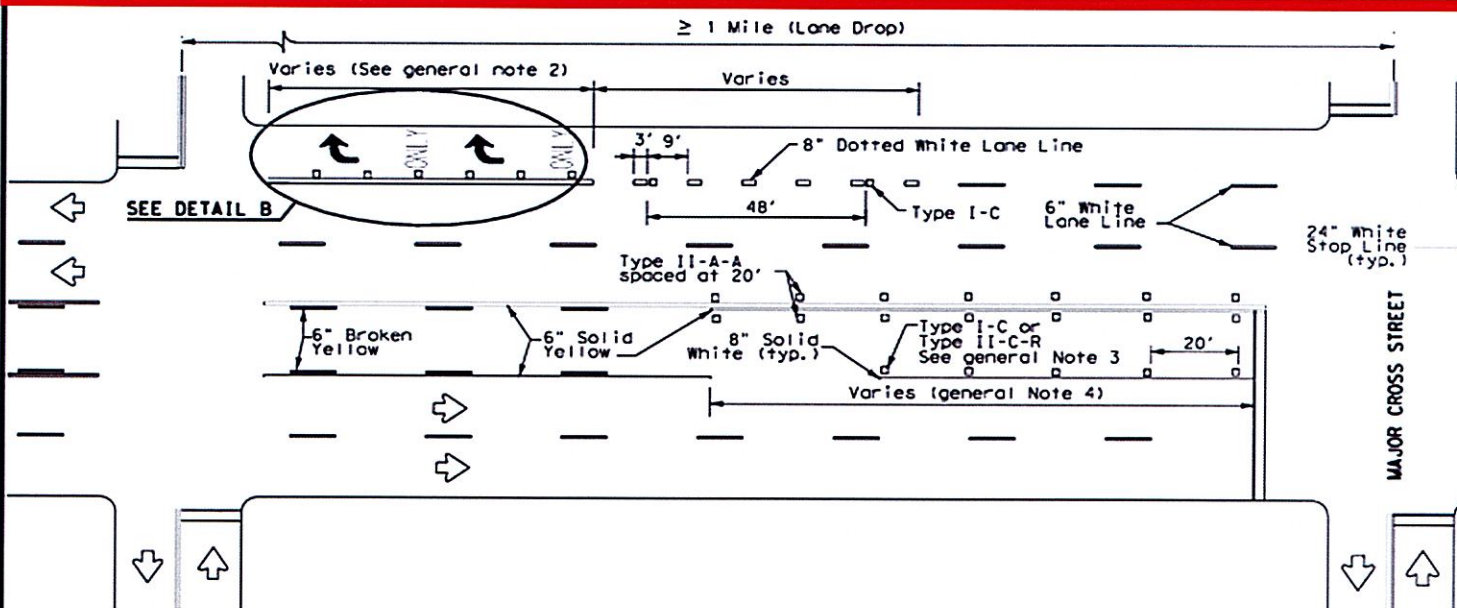 ≥ 1 Mile (Lane Drop)
Varies (See general note 2)
Varies
ONLY
ONLY
3' 9'
8" Dotted White Lane Line
SEE DETAIL B
48'
Type I-C
6" White
Lane Line
24" White
Stop Line
(typ.)
Type II-A-A
spaced at 20'
6" Broken
Yellow
6" Solid
Yellow
8" Solid
White (typ.)
Type I-C or
Type II-C-R
See general Note 3
20'
Varies (general Note 4)
MAJOR CROSS STREET